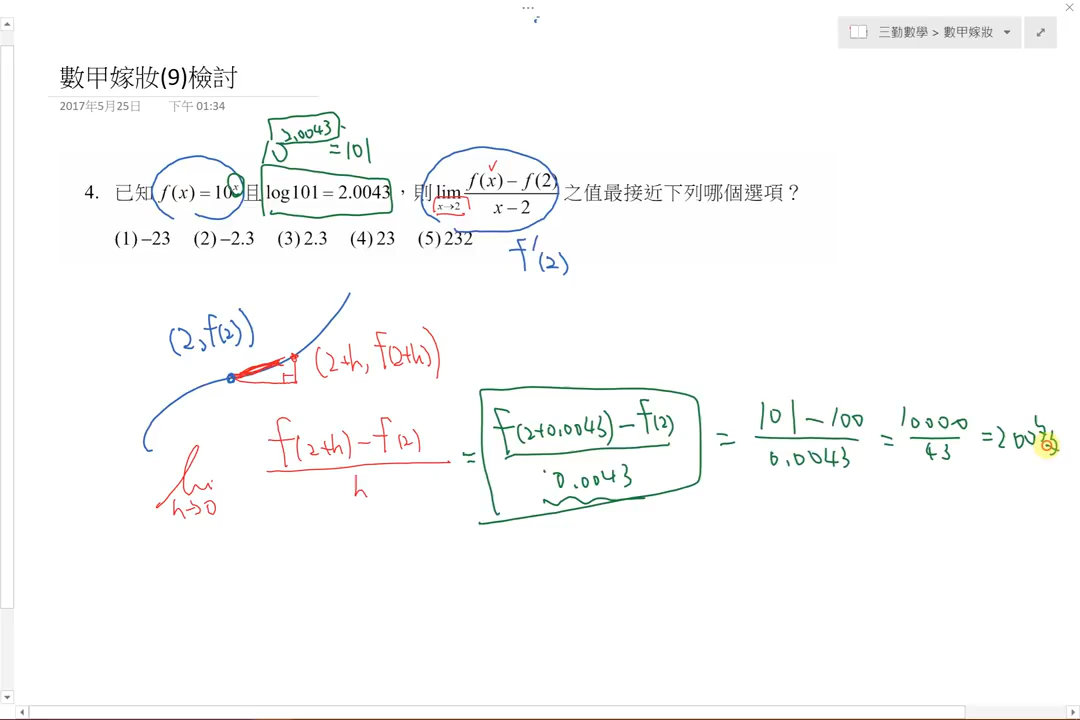 三勤數學 > 數甲嫁妝
數甲嫁妝(9)檢討
2017年5月25日 下午 01:34
10^2.0043 = 101
4. 已知 f(x) = 10^x 且 log101 = 2.0043 ,則 lim x→2 (f(x) − f(2))/(x − 2) 之值最接近下列哪個選項?
(1) −23 (2) −2.3 (3) 2.3 (4) 23 (5) 232
f'(2)
(2, f(2))
(2+h, f(2+h))
lim h→0 (f(2+h) − f(2))/h = (f(2+0.0043) − f(2))/0.0043 = (101 − 100)/0.0043 = 10000/43